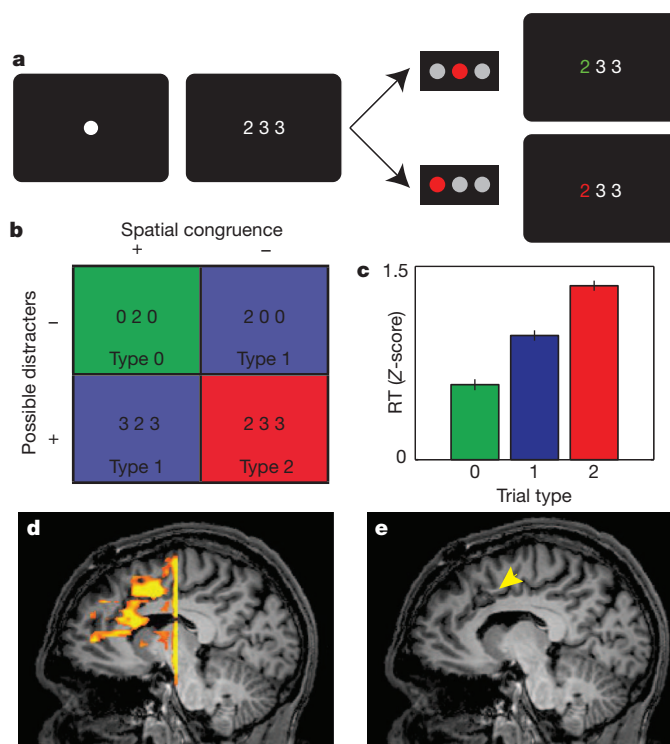 a
2 3 3
2 3 3
2 3 3
b
Spatial congruence
+ −
Possible distracters
−
+
0 2 0
Type 0
2 0 0
Type 1
3 2 3
Type 1
2 3 3
Type 2
c
1.5
RT (Z-score)
0
0 1 2
Trial type
d
e